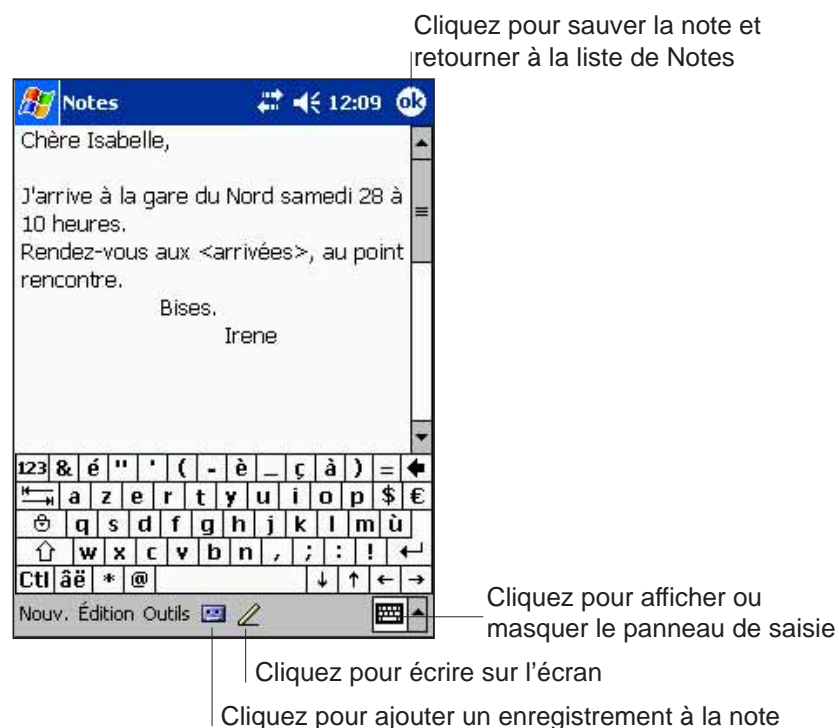 Cliquez pour sauver la note et
retourner à la liste de Notes
Notes 12:09 ok
Chère Isabelle,
J'arrive à la gare du Nord samedi 28 à
10 heures.
Rendez-vous aux <arrivées>, au point
rencontre.
Bises.
Irene
123 & é " ' ( - è _ ç à ) =
a z e r t y u i o p $ €
q s d f g h j k l m ù
w x c v b n , ; : !
Ctl âë * @ ↓ ↑ ← →
Nouv. Édition Outils
Cliquez pour afficher ou
masquer le panneau de saisie
Cliquez pour écrire sur l'écran
Cliquez pour ajouter un enregistrement à la note